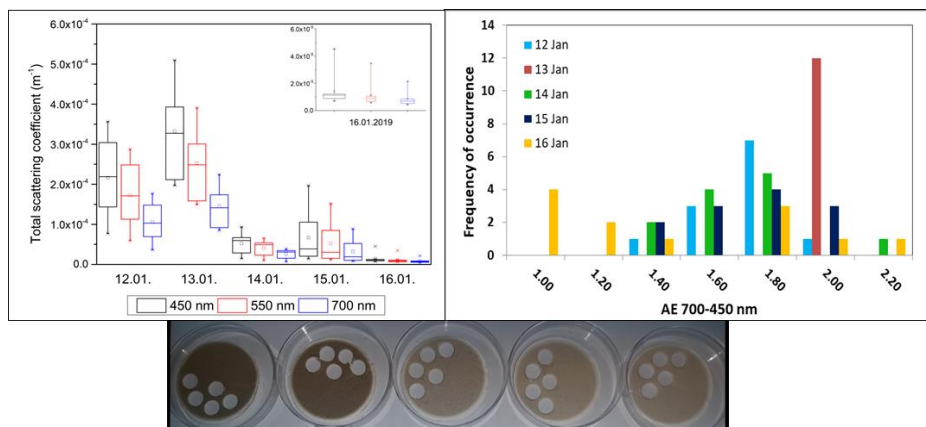 Total scattering coefficient (m⁻¹)
6.0x10⁻⁴
5.0x10⁻⁴
4.0x10⁻⁴
3.0x10⁻⁴
2.0x10⁻⁴
1.0x10⁻⁴
0.0
0.0
16.01.2019
12.01. 13.01. 14.01. 15.01. 16.01.
450 nm 550 nm 700 nm
Frequency of occurrence
14
12
10
8
6
4
2
0
12 Jan
13 Jan
14 Jan
15 Jan
16 Jan
1.00 1.20 1.40 1.60 1.80 2.00 2.20
AE 700-450 nm